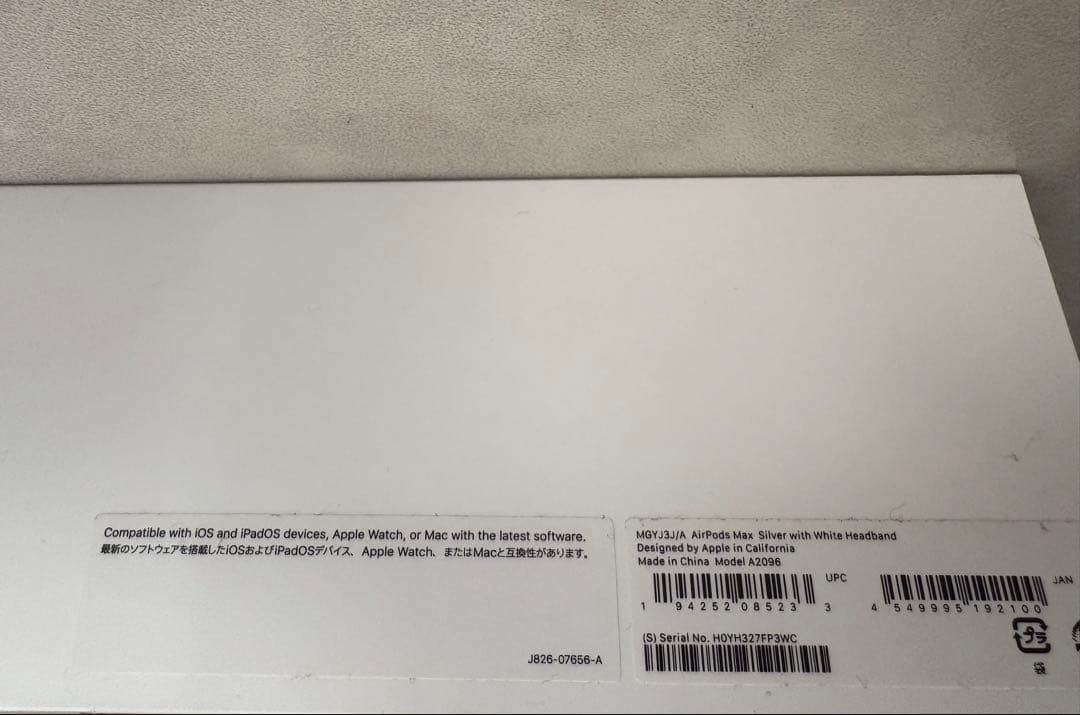 Compatible with iOS and iPadOS devices, Apple Watch, or Mac with the latest software.
最新のソフトウェアを搭載したiOSおよびiPadOSデバイス、Apple Watch、またはMacと互換性があります。
J826-07656-A
MGYJ3J/A AirPods Max Silver with White Headband
Designed by Apple in California
Made in China Model A2096
UPC
1 94252 08523 3
JAN
4 549995 192100
(S) Serial No. H0YH327FP3WC
プラ
袋